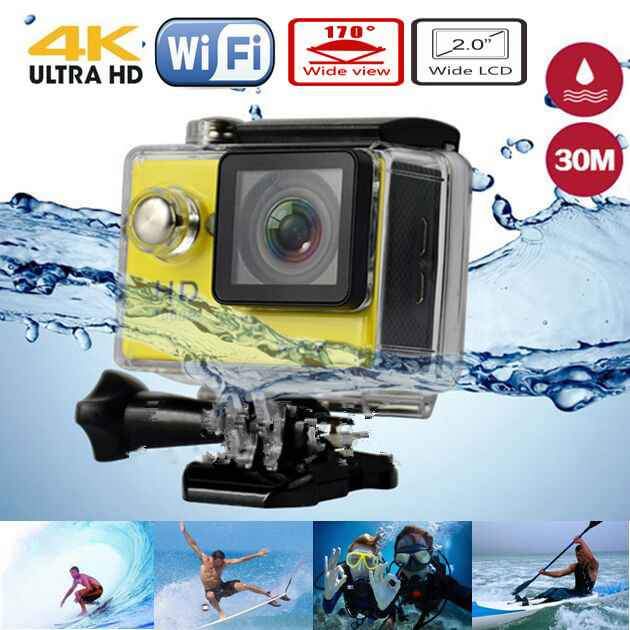 4K
ULTRA HD
WiFi
170°
Wide view
2.0"
Wide LCD
30M
HD